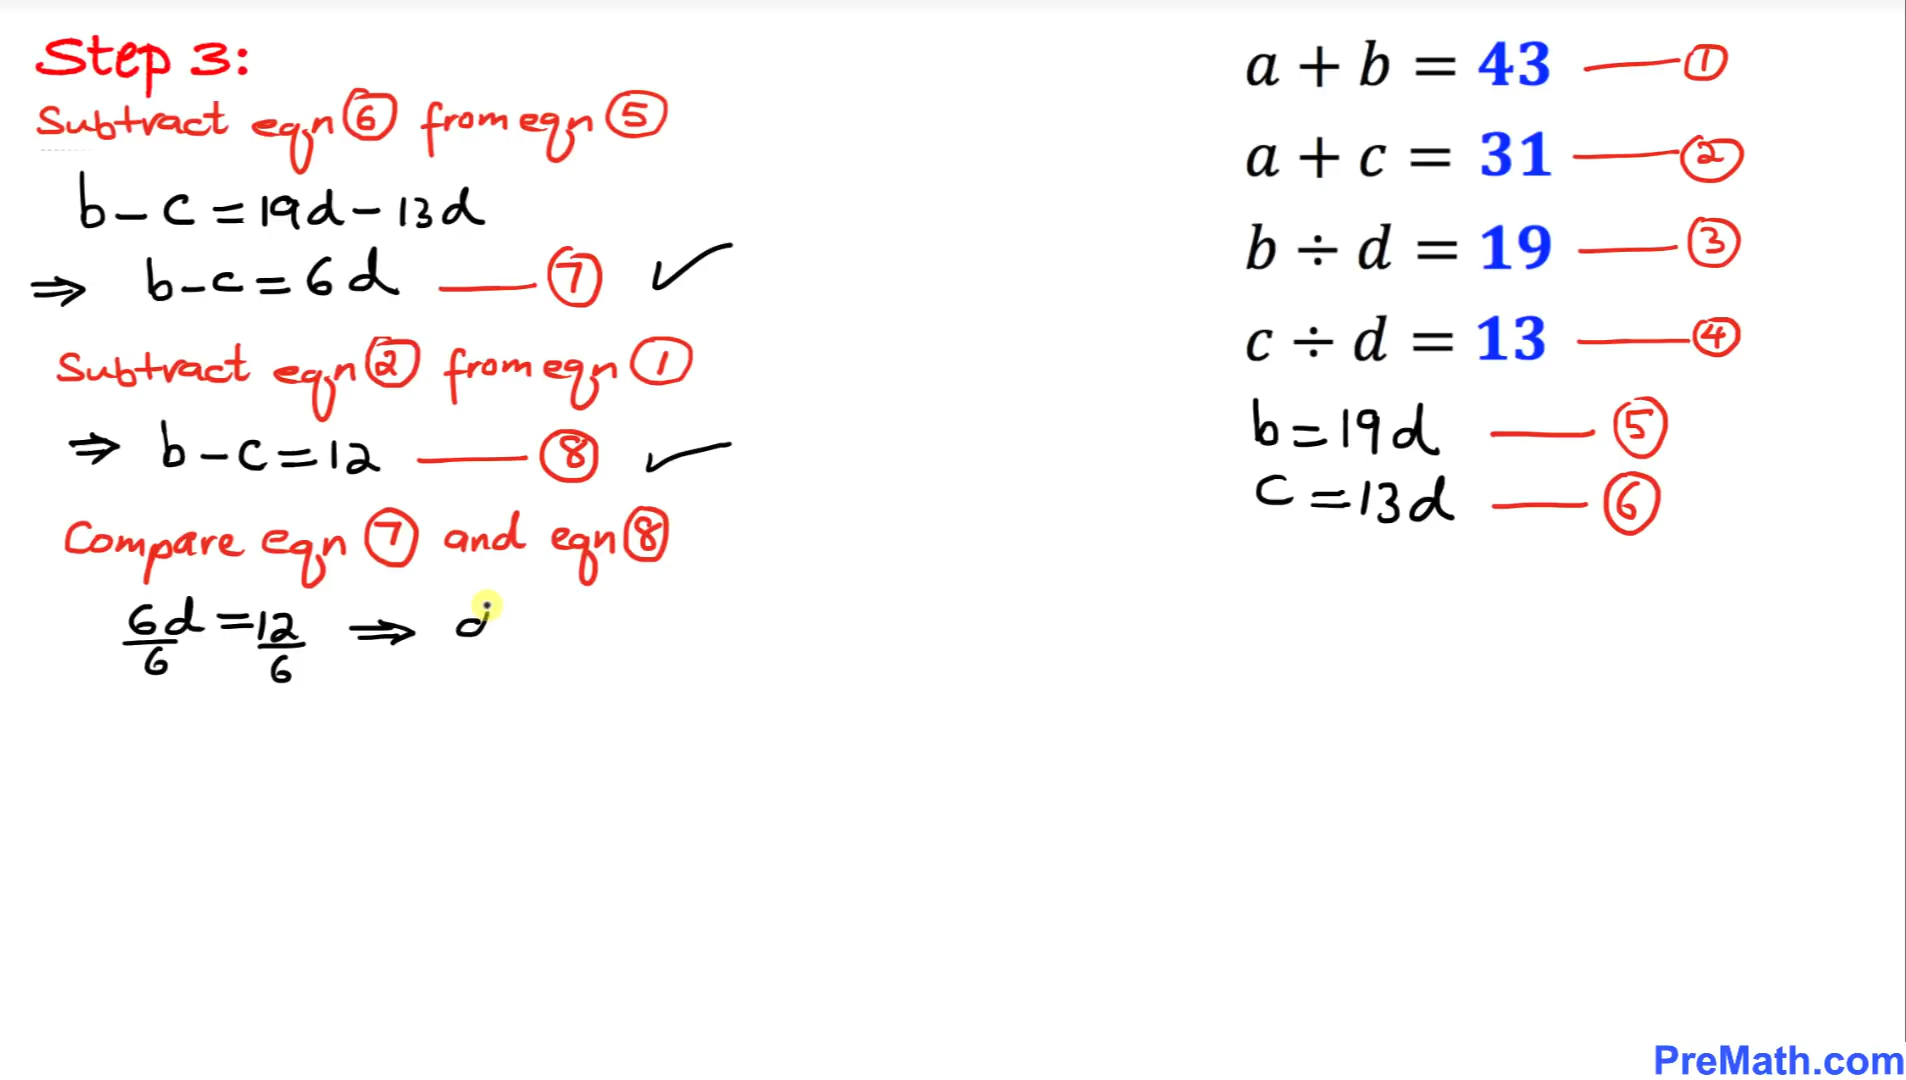 Step 3:
Subtract eqn ⑥ from eqn ⑤
b - c = 19d - 13d
⇒ b - c = 6d —— ⑦ ✓
Subtract eqn ② from eqn ①
⇒ b - c = 12 —— ⑧ ✓
Compare eqn ⑦ and eqn ⑧
6d/6 = 12/6 ⇒ d
a + b = 43 —— ①
a + c = 31 —— ②
b ÷ d = 19 —— ③
c ÷ d = 13 —— ④
b = 19d —— ⑤
c = 13d —— ⑥
PreMath.com